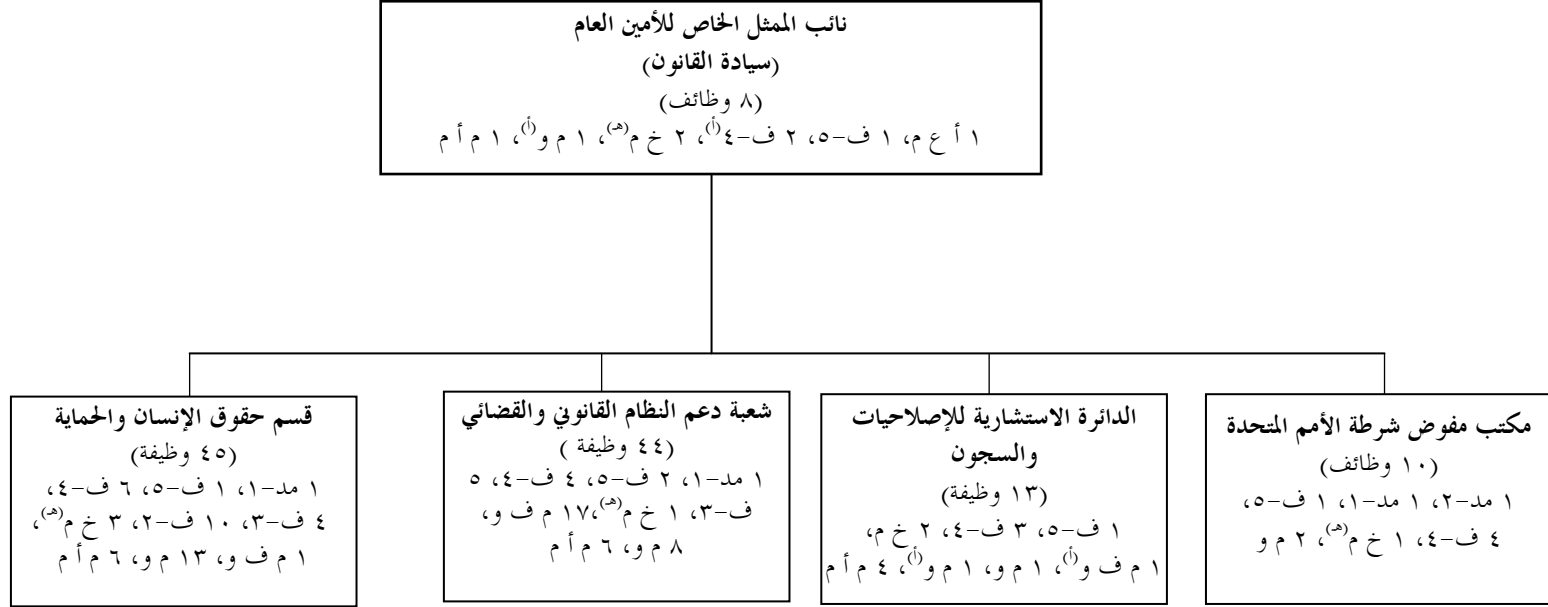 نائب الممثل الخاص للأمين العام
(سيادة القانون)
(٨ وظائف)
١ أ ع م، ١ ف-٥، ٢ ف-٤(أ)، ٢ خ م(هـ)، ١ م و(أ)، ١ م أ م
مكتب مفوض شرطة الأمم المتحدة
(١٠ وظائف)
١ مد-٢، ١ مد-١، ١ ف-٥،
٤ ف-٤، ١ خ م(هـ)، ٢ م و
الدائرة الاستشارية للإصلاحيات
والسجون
(١٣ وظيفة)
١ ف-٥، ٣ ف-٤، ٢ خ م،
١ م ف و(أ)، ١ م و، ١ م و(أ)، ٤ م أ م
شعبة دعم النظام القانوني والقضائي
(٤٤ وظيفة )
١ مد-١، ٢ ف-٥، ٤ ف-٤، ٥
ف-٣، ١ خ م(هـ)،١٧ م ف و،
٨ م و، ٦ م أ م
قسم حقوق الإنسان والحماية
(٤٥ وظيفة)
١ مد-١، ١ ف-٥، ٦ ف-٤،
٤ ف-٣، ١٠ ف-٢، ٣ خ م(هـ)،
١ م ف و، ١٣ م و، ٦ م أ م